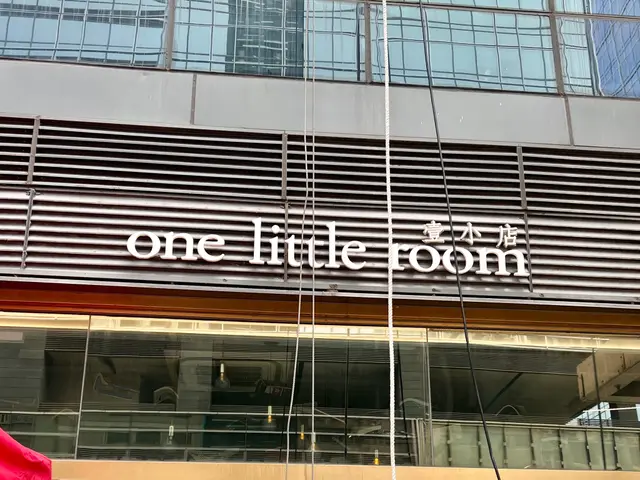 壹小店
one little room